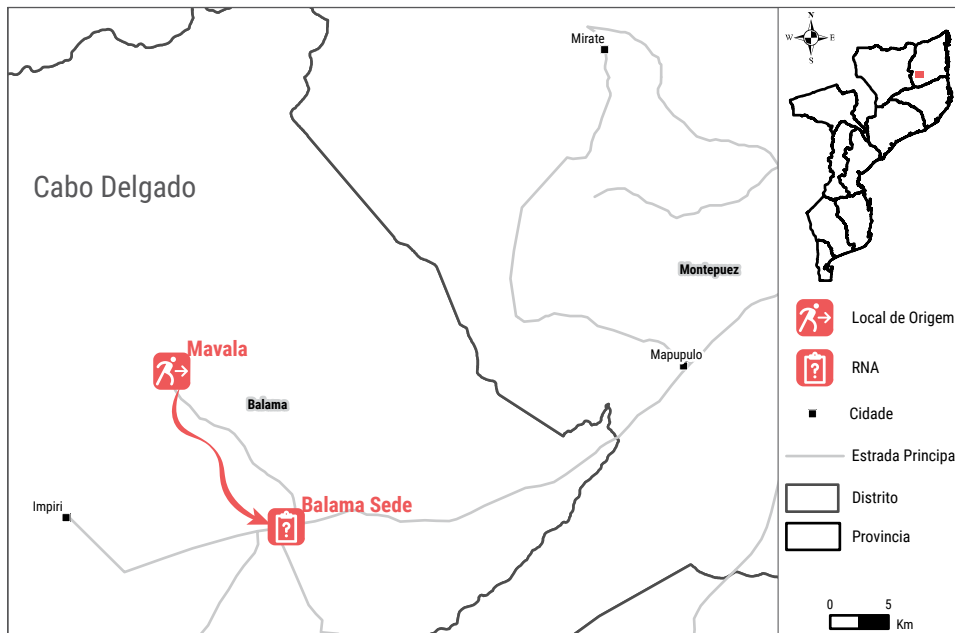 Mirate
Cabo Delgado
Montepuez
Mavala
Mapupulo
Balama
Impiri
Balama Sede
?
N
W E
S
Local de Origem
RNA
?
Cidade
Estrada Principa
Distrito
Provincia
0 5
Km